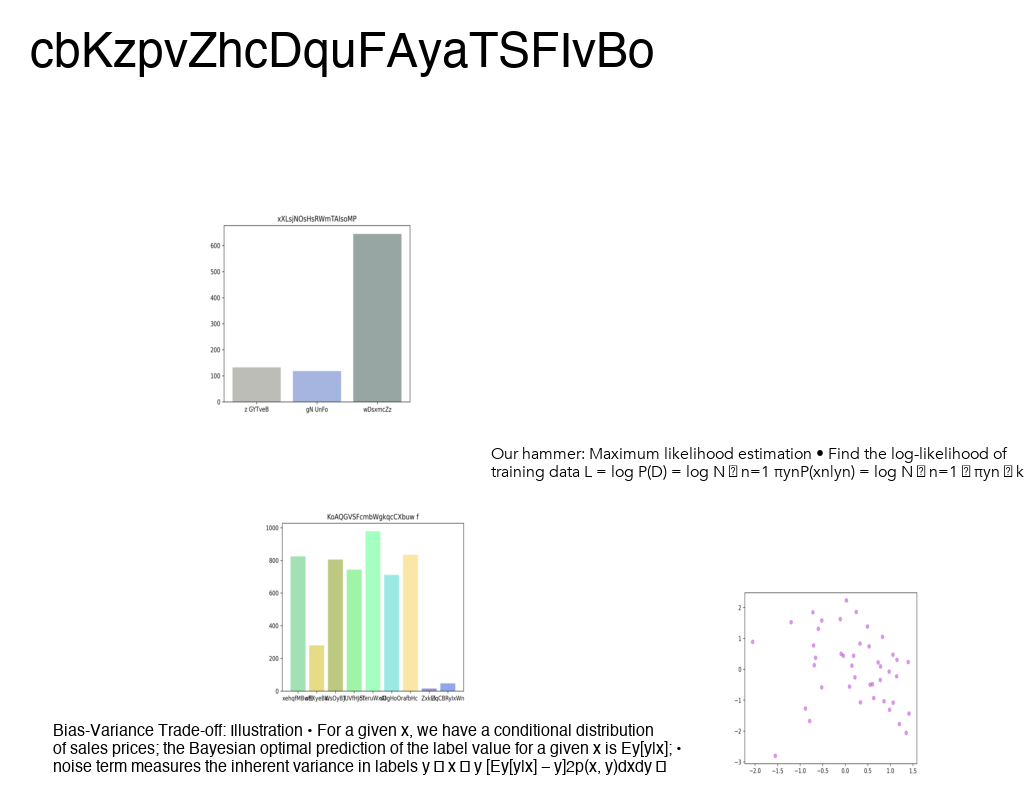 cbKzpvZhcDquFAyaTSFIvBo
xXLsjNOsHsRWmTAIsoMP
600
500
400
300
200
100
0
z GYTveB gN UnFo wDsxmcZz
Our hammer: Maximum likelihood estimation • Find the log-likelihood of
training data L = log P(D) = log N n=1 πynP(xnlyn) = log N n=1 πyn k
KoAQGVSFcmbWgkqcCXbuw f
1000
800
600
400
200
0
2
1
0
−1
−2
−3
−2.0 −1.5 −1.0 −0.5 0.0 0.5 1.0 1.5
Bias-Variance Trade-off: Illustration • For a given x, we have a conditional distribution
of sales prices; the Bayesian optimal prediction of the label value for a given x is Ey[y|x]; •
noise term measures the inherent variance in labels y x y [Ey[y|x] – y]2p(x, y)dxdy